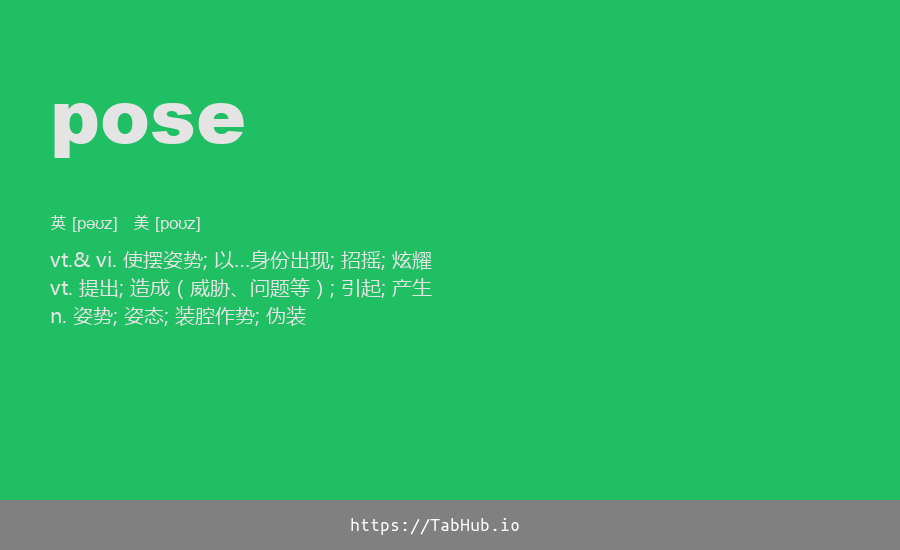 pose
英 [pəʊz] 美 [poʊz]
vt.& vi. 使摆姿势; 以…身份出现; 招摇; 炫耀
vt. 提出; 造成（威胁、问题等）; 引起; 产生
n. 姿势; 姿态; 装腔作势; 伪装
https://TabHub.io